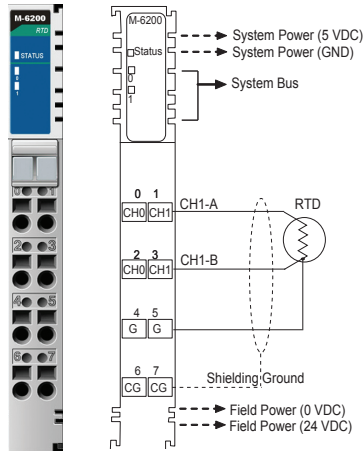 M-6200
RTD
STATUS
0
1
0 1
2 3
4 5
6 7
M-6200
Status
0
1
System Power (5 VDC)
System Power (GND)
System Bus
0 1
CH0 CH1
CH1-A
RTD
2 3
CH0 CH1
CH1-B
4 5
G G
6 7
CG CG
Shielding Ground
Field Power (0 VDC)
Field Power (24 VDC)